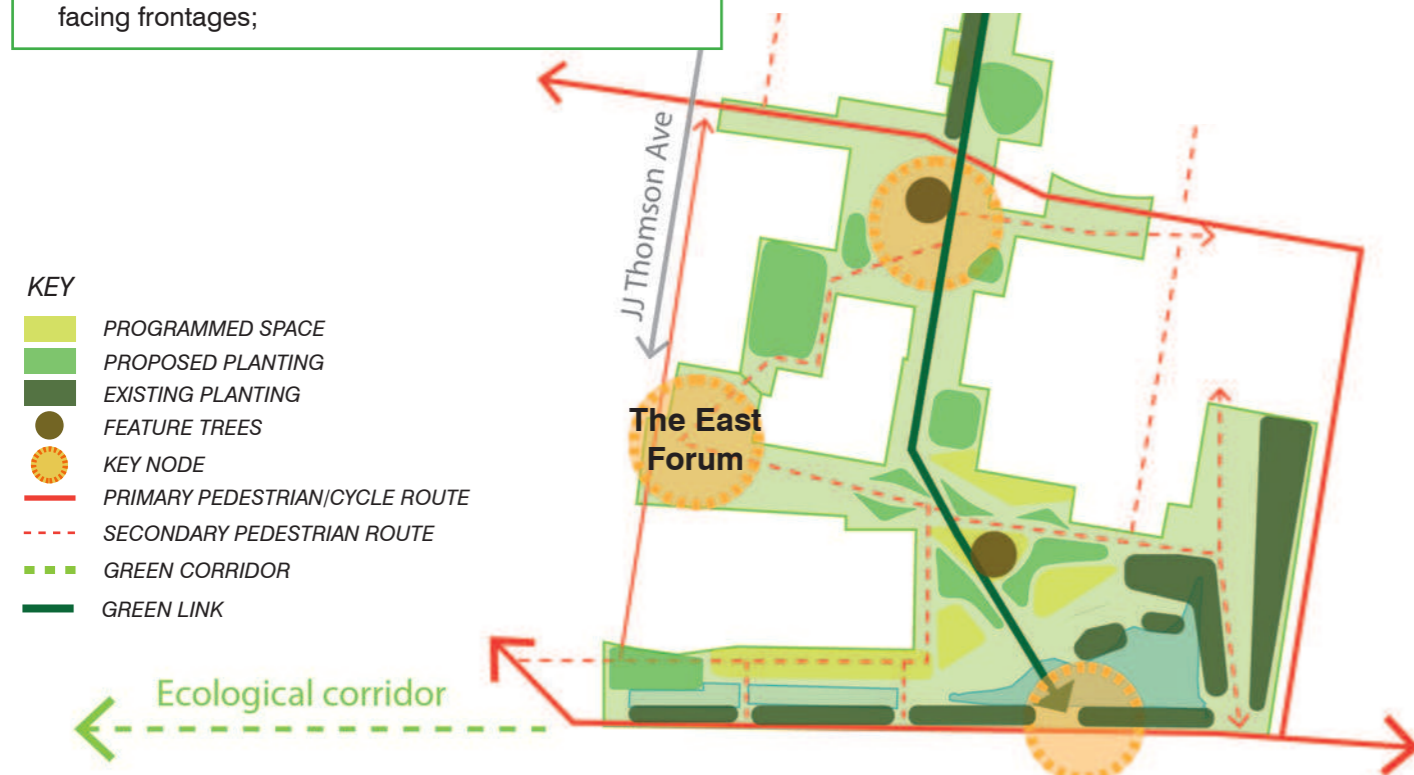 facing frontages;
JJ Thomson Ave
KEY
PROGRAMMED SPACE
PROPOSED PLANTING
EXISTING PLANTING
FEATURE TREES
KEY NODE
PRIMARY PEDESTRIAN/CYCLE ROUTE
SECONDARY PEDESTRIAN ROUTE
GREEN CORRIDOR
GREEN LINK
The East
Forum
Ecological corridor